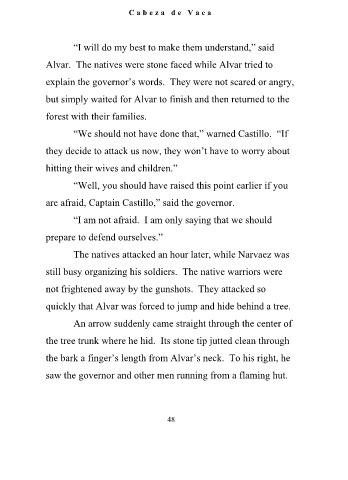 Cabeza de Vaca
“I will do my best to make them understand,” said
Alvar.  The natives were stone faced while Alvar tried to
explain the governor’s words.  They were not scared or angry,
but simply waited for Alvar to finish and then returned to the
forest with their families.
“We should not have done that,” warned Castillo.  “If
they decide to attack us now, they won’t have to worry about
hitting their wives and children.”
“Well, you should have raised this point earlier if you
are afraid, Captain Castillo,” said the governor.
“I am not afraid.  I am only saying that we should
prepare to defend ourselves.”
The natives attacked an hour later, while Narvaez was
still busy organizing his soldiers.  The native warriors were
not frightened away by the gunshots.  They attacked so
quickly that Alvar was forced to jump and hide behind a tree.
An arrow suddenly came straight through the center of
the tree trunk where he hid.  Its stone tip jutted clean through
the bark a finger’s length from Alvar’s neck.  To his right, he
saw the governor and other men running from a flaming hut.
48